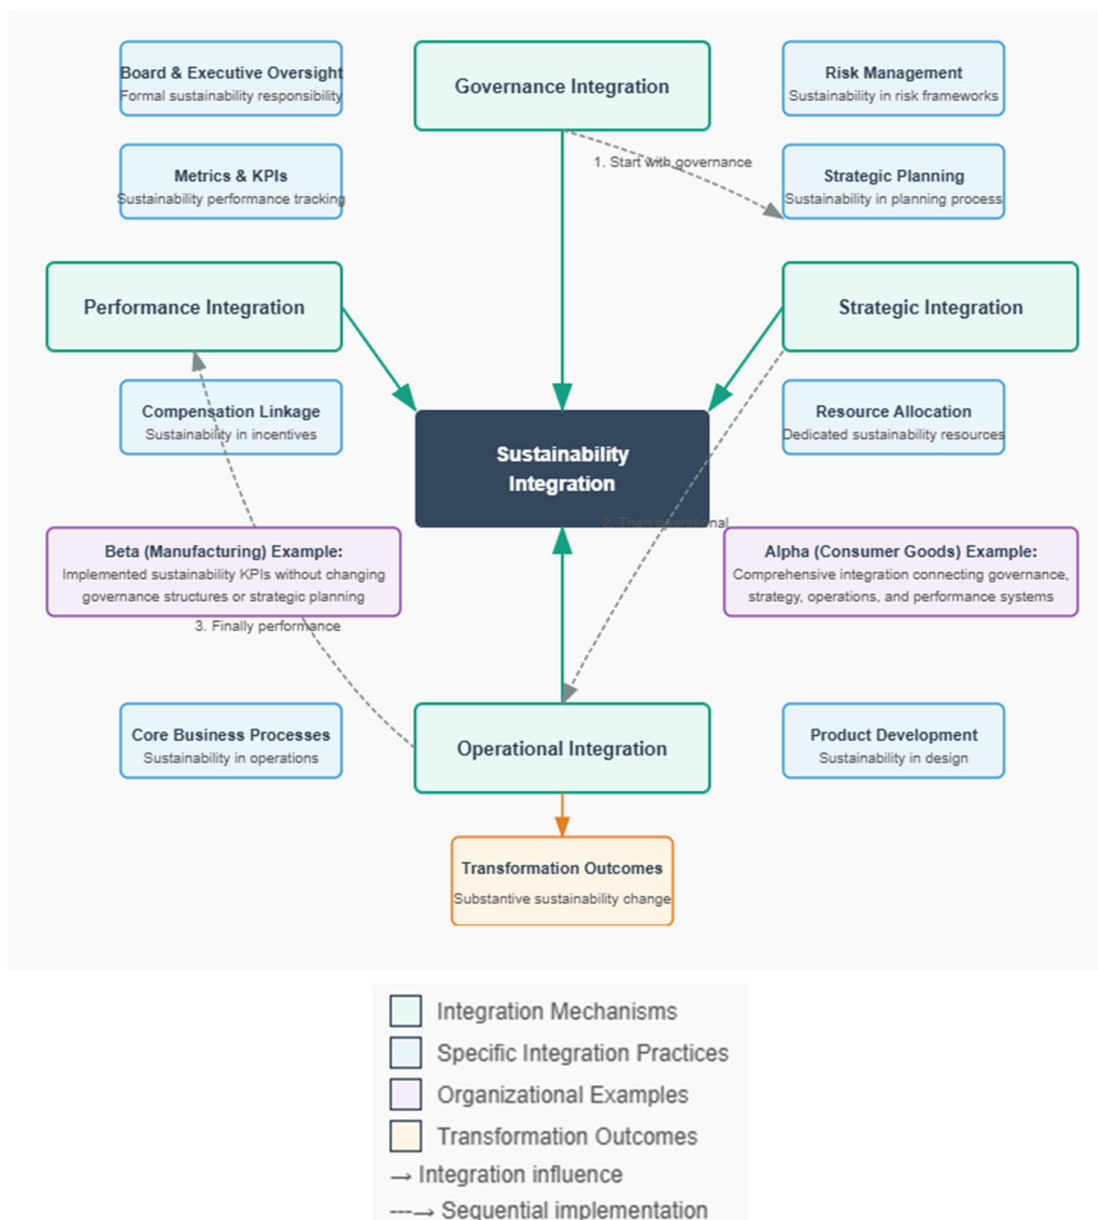 Board & Executive Oversight
Formal sustainability responsibility
Governance Integration
Risk Management
Sustainability in risk frameworks
1. Start with governance
Metrics & KPIs
Sustainability performance tracking
Strategic Planning
Sustainability in planning process
Performance Integration
Strategic Integration
Compensation Linkage
Sustainability in incentives
Sustainability
Integration
Resource Allocation
Dedicated sustainability resources
2. Then operational
Beta (Manufacturing) Example:
Implemented sustainability KPIs without changing
governance structures or strategic planning
Alpha (Consumer Goods) Example:
Comprehensive integration connecting governance,
strategy, operations, and performance systems
3. Finally performance
Core Business Processes
Sustainability in operations
Operational Integration
Product Development
Sustainability in design
Transformation Outcomes
Substantive sustainability change
Integration Mechanisms
Specific Integration Practices
Organizational Examples
Transformation Outcomes
→ Integration influence
---→ Sequential implementation